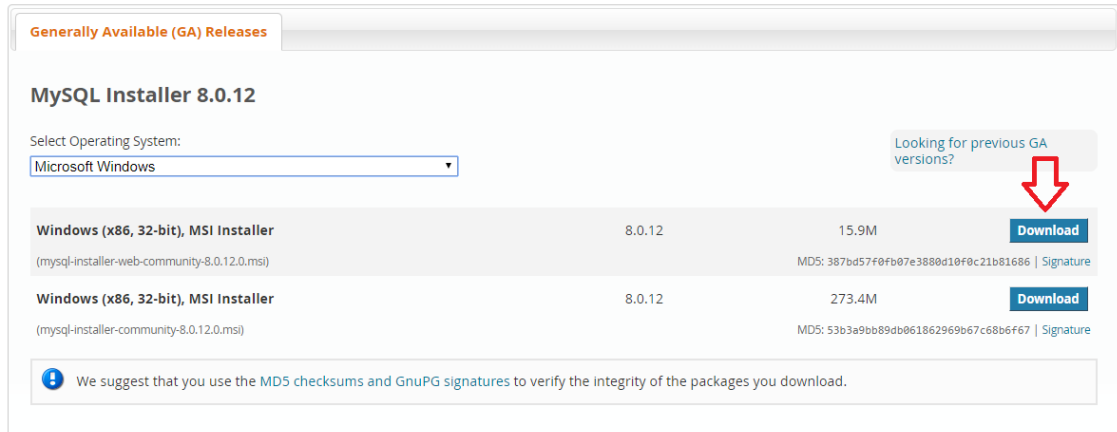 Generally Available (GA) Releases
MySQL Installer 8.0.12
Select Operating System:
Looking for previous GA
versions?
Microsoft Windows
Windows (x86, 32-bit), MSI Installer 8.0.12 15.9M Download
(mysql-installer-web-community-8.0.12.0.msi) MD5: 387bd57f0fb07e3880d10f0c21b81686 | Signature
Windows (x86, 32-bit), MSI Installer 8.0.12 273.4M Download
(mysql-installer-community-8.0.12.0.msi) MD5: 53b3a9bb89db061862969b67c68b6f67 | Signature
We suggest that you use the MD5 checksums and GnuPG signatures to verify the integrity of the packages you download.